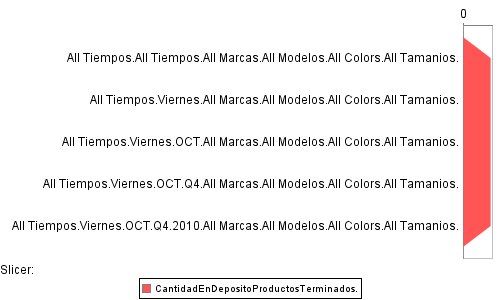 0
All Tiempos.All Tiempos.All Marcas.All Modelos.All Colors.All Tamanios.
All Tiempos.Viernes.All Marcas.All Modelos.All Colors.All Tamanios.
All Tiempos.Viernes.OCT.All Marcas.All Modelos.All Colors.All Tamanios.
All Tiempos.Viernes.OCT.Q4.All Marcas.All Modelos.All Colors.All Tamanios.
All Tiempos.Viernes.OCT.Q4.2010.All Marcas.All Modelos.All Colors.All Tamanios.
Slicer:
CantidadEnDepositoProductosTerminados.